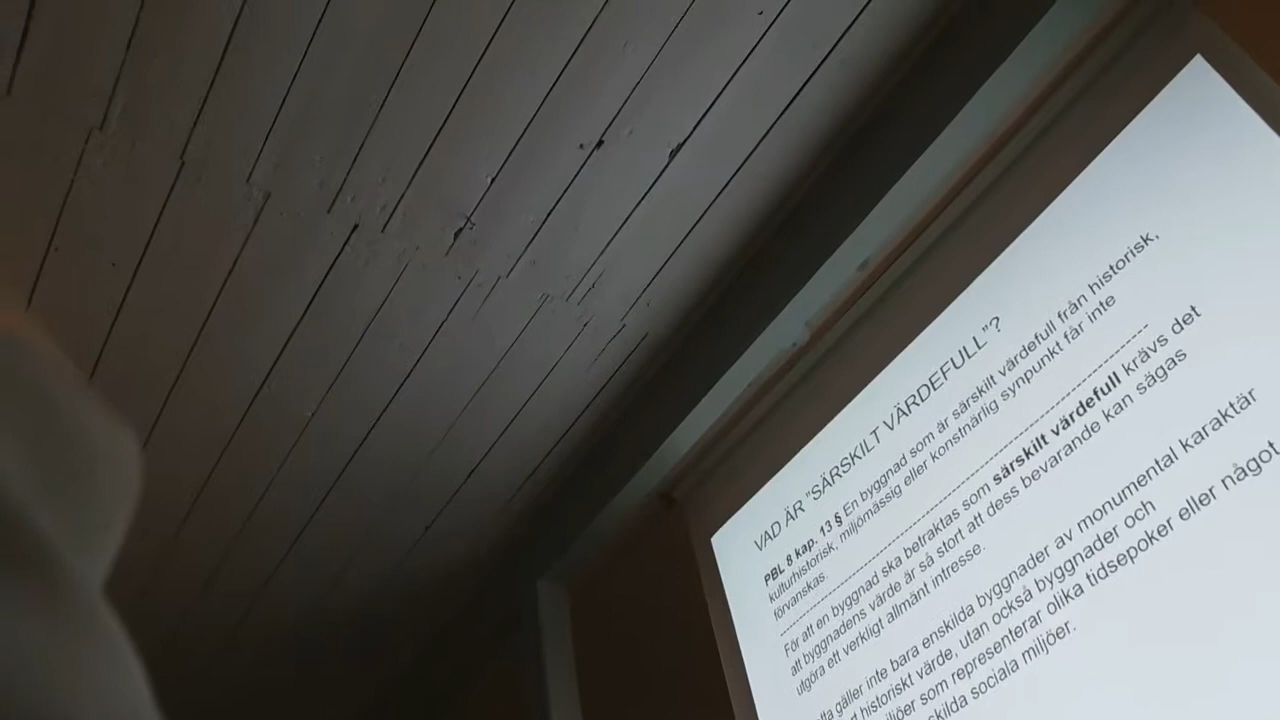 VAD ÄR "SÄRSKILT VÄRDEFULL"?
PBL 8 kap. 13 § En byggnad som är särskilt värdefull från historisk,
kulturhistorisk, miljömässig eller konstnärlig synpunkt får inte
förvanskas.
För att en byggnad ska betraktas som särskilt värdefull krävs det
att byggnadens värde är så stort att dess bevarande kan sägas
utgöra ett verkligt allmänt intresse.
gäller inte bara enskilda byggnader av monumental karaktär
historiskt värde, utan också byggnader och
som representerar olika tidsepoker eller något
sociala miljöer.